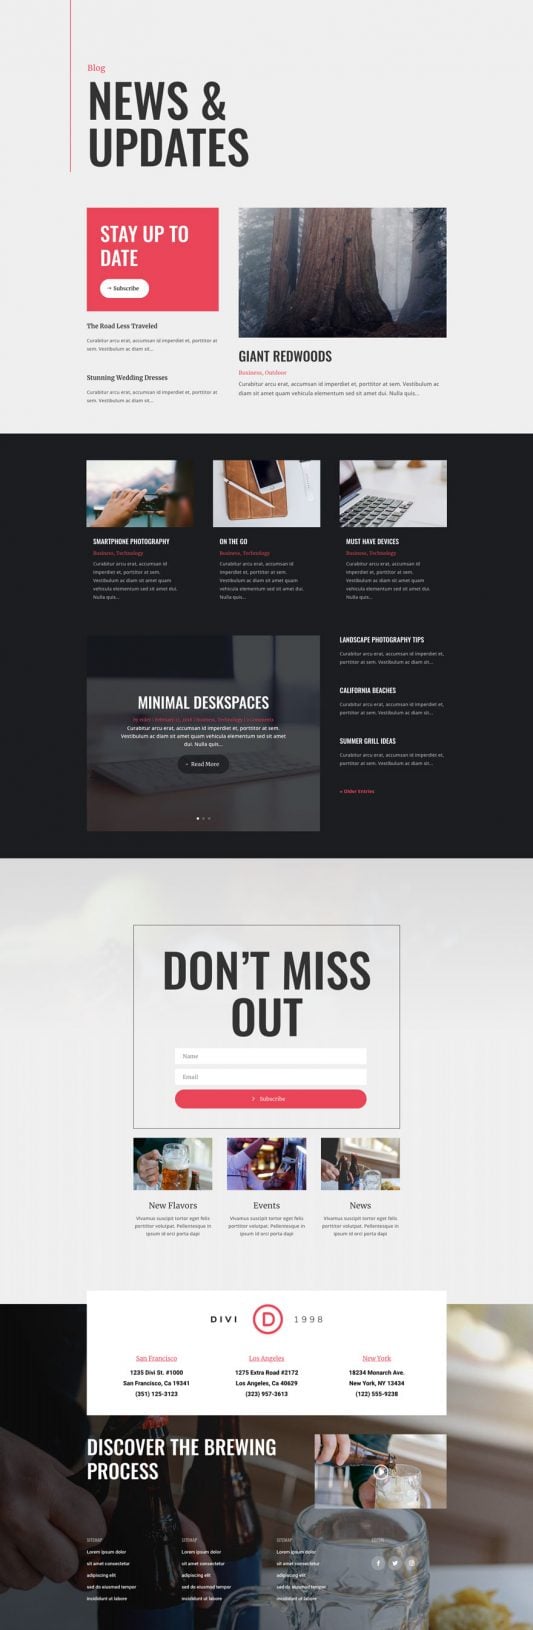 Blog
NEWS &
UPDATES
STAY UP TO
DATE
→ Subscribe
The Road Less Traveled
Curabitur arcu erat, accumsan id imperdiet et, porttitor at
sem. Vestibulum ac diam sit...
Stunning Wedding Dresses
Curabitur arcu erat, accumsan id imperdiet et, porttitor at
sem. Vestibulum ac diam sit...
GIANT REDWOODS
Business, Outdoor
Curabitur arcu erat, accumsan id imperdiet et, porttitor at sem. Vestibulum ac
diam sit amet quam vehicula elementum sed sit amet dui. Nulla quis...
SMARTPHONE PHOTOGRAPHY
Business, Technology
Curabitur arcu erat, accumsan id
imperdiet et, porttitor at sem.
Vestibulum ac diam sit amet quam
vehicula elementum sed sit amet dui.
Nulla quis...
ON THE GO
Business, Technology
Curabitur arcu erat, accumsan id
imperdiet et, porttitor at sem.
Vestibulum ac diam sit amet quam
vehicula elementum sed sit amet dui.
Nulla quis...
MUST HAVE DEVICES
Business, Technology
Curabitur arcu erat, accumsan id
imperdiet et, porttitor at sem.
Vestibulum ac diam sit amet quam
vehicula elementum sed sit amet dui.
Nulla quis...
MINIMAL DESKSPACES
2018 | Business, Technology | 0 Comments
Curabitur arcu erat, accumsan id imperdiet et, porttitor at sem.
Vestibulum ac diam sit amet quam vehicula elementum sed sit amet
dui. Nulla quis...
Read More
LANDSCAPE PHOTOGRAPHY TIPS
Curabitur arcu erat, accumsan id imperdiet et,
porttitor at sem. Vestibulum ac diam sit...
CALIFORNIA BEACHES
Curabitur arcu erat, accumsan id imperdiet et,
porttitor at sem. Vestibulum ac diam sit...
SUMMER GRILL IDEAS
Curabitur arcu erat, accumsan id imperdiet et,
porttitor at sem. Vestibulum ac diam sit...
« Older Entries
DON'T MISS
OUT
Name
Email
> Subscribe
New Flavors
Vivamus suscipit tortor eget felis
porttitor volutpat. Pellentesque in
ipsum id orci porta dapi
Events
Vivamus suscipit tortor eget felis
porttitor volutpat. Pellentesque in
ipsum id orci porta dapi
News
Vivamus suscipit tortor eget felis
porttitor volutpat. Pellentesque in
ipsum id orci porta dapi
DIVI D 1998
San Francisco
1235 Divi St. #1000
San Francisco, Ca 19341
(351) 125-3123
Los Angeles
1275 Extra Road #2172
Los Angeles, Ca 40629
(323) 957-3613
New York
18234 Monarch Ave.
New York, NY 13434
(122) 555-9238
DISCOVER THE BREWING
PROCESS
SITEMAP
Lorem ipsum dolor
sit amet consectetur
adipiscing elit
sed do eiusmod tempor
incididunt ut labore
SITEMAP
Lorem ipsum dolor
sit amet consectetur
adipiscing elit
sed do eiusmod tempor
incididunt ut labore
SITEMAP
Lorem ipsum dolor
sit amet consectetur
adipiscing elit
sed do eiusmod tempor
incididunt ut labore